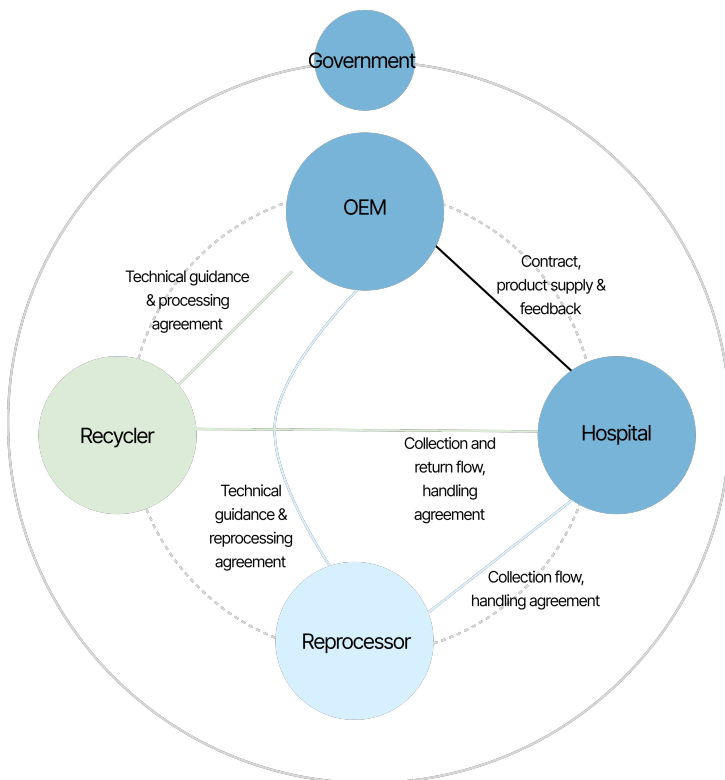 Government
OEM
Contract,
product supply &
feedback
Technical guidance
& processing
agreement
Recycler
Hospital
Collection and
return flow,
handling
agreement
Technical
guidance &
reprocessing
agreement
Collection flow,
handling agreement
Reprocessor